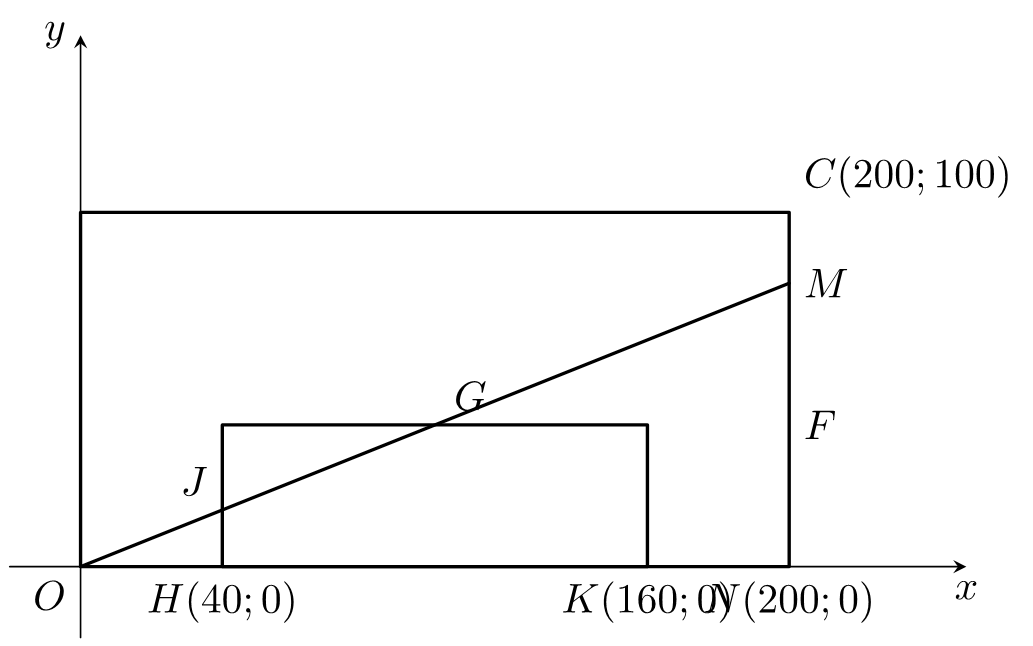 y
C(200; 100)
M
G
F
J
O
H(40; 0)
K(160; 0)
N(200; 0)
x